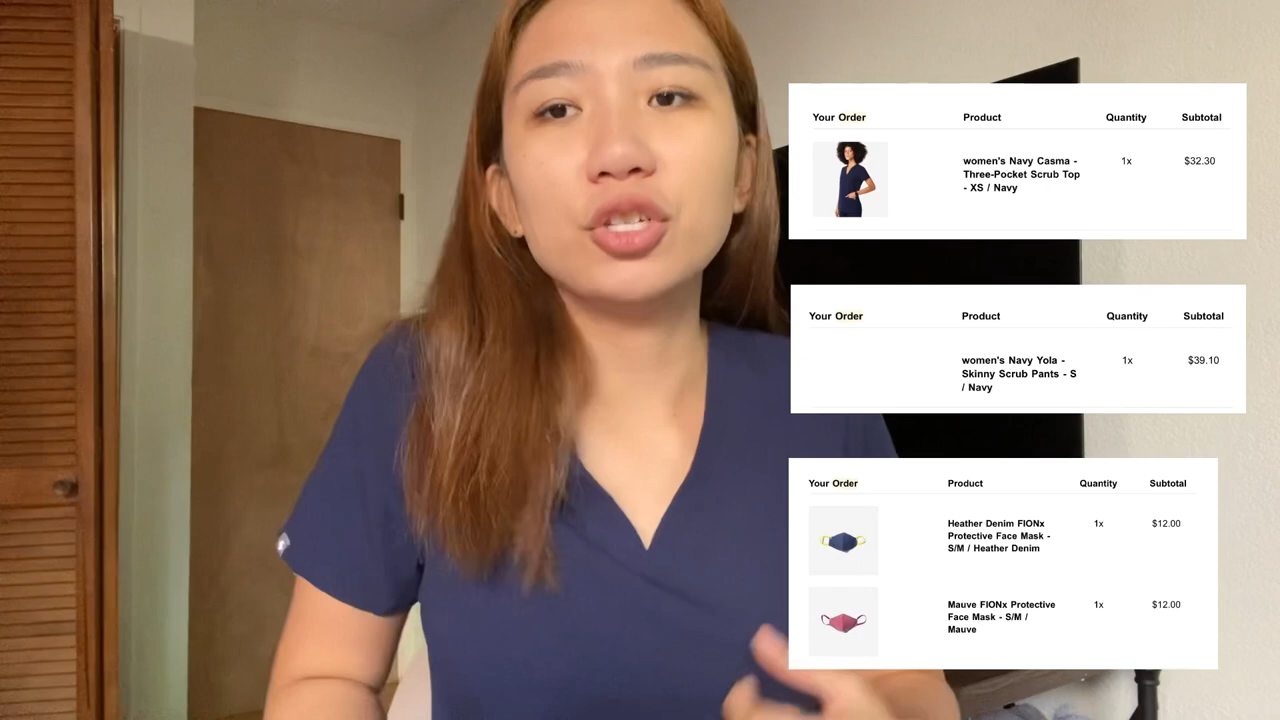 Your Order Product Quantity Subtotal
women's Navy Casma - 1x $32.30
Three-Pocket Scrub Top
- XS / Navy
Your Order Product Quantity Subtotal
women's Navy Yola - 1x $39.10
Skinny Scrub Pants - S
/ Navy
Your Order Product Quantity Subtotal
Heather Denim FIONx 1x $12.00
Protective Face Mask -
S/M / Heather Denim
Mauve FIONx Protective 1x $12.00
Face Mask - S/M /
Mauve